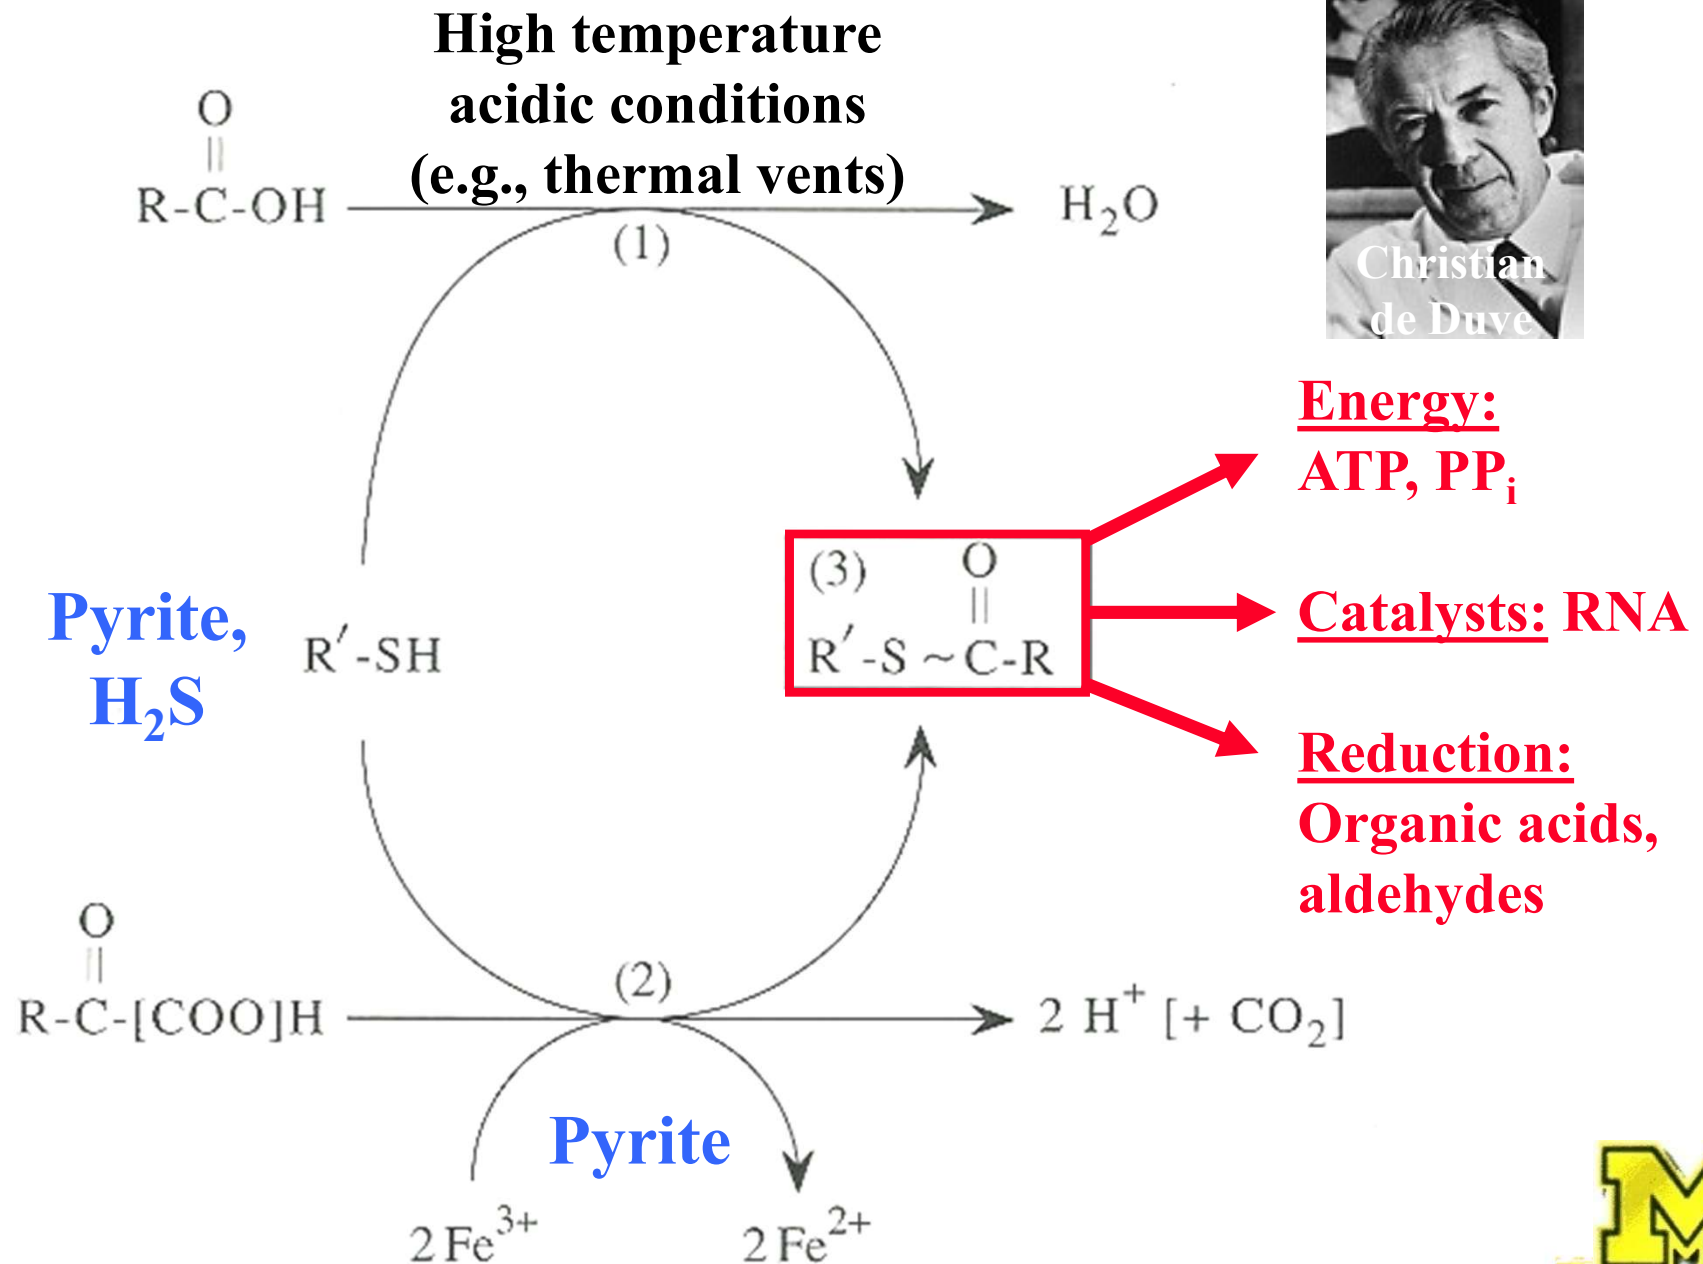 High temperature
acidic conditions
(e.g., thermal vents)
O
||
R-C-OH
H₂O
(1)
Christian
de Duve
Energy:
ATP, PPᵢ
(3)
O
||
R′-S ~ C-R
Catalysts: RNA
Pyrite,
H₂S
R′-SH
Reduction:
Organic acids,
aldehydes
O
||
R-C-[COO]H
(2)
2 H⁺ [+ CO₂]
Pyrite
2 Fe³⁺
2 Fe²⁺
M